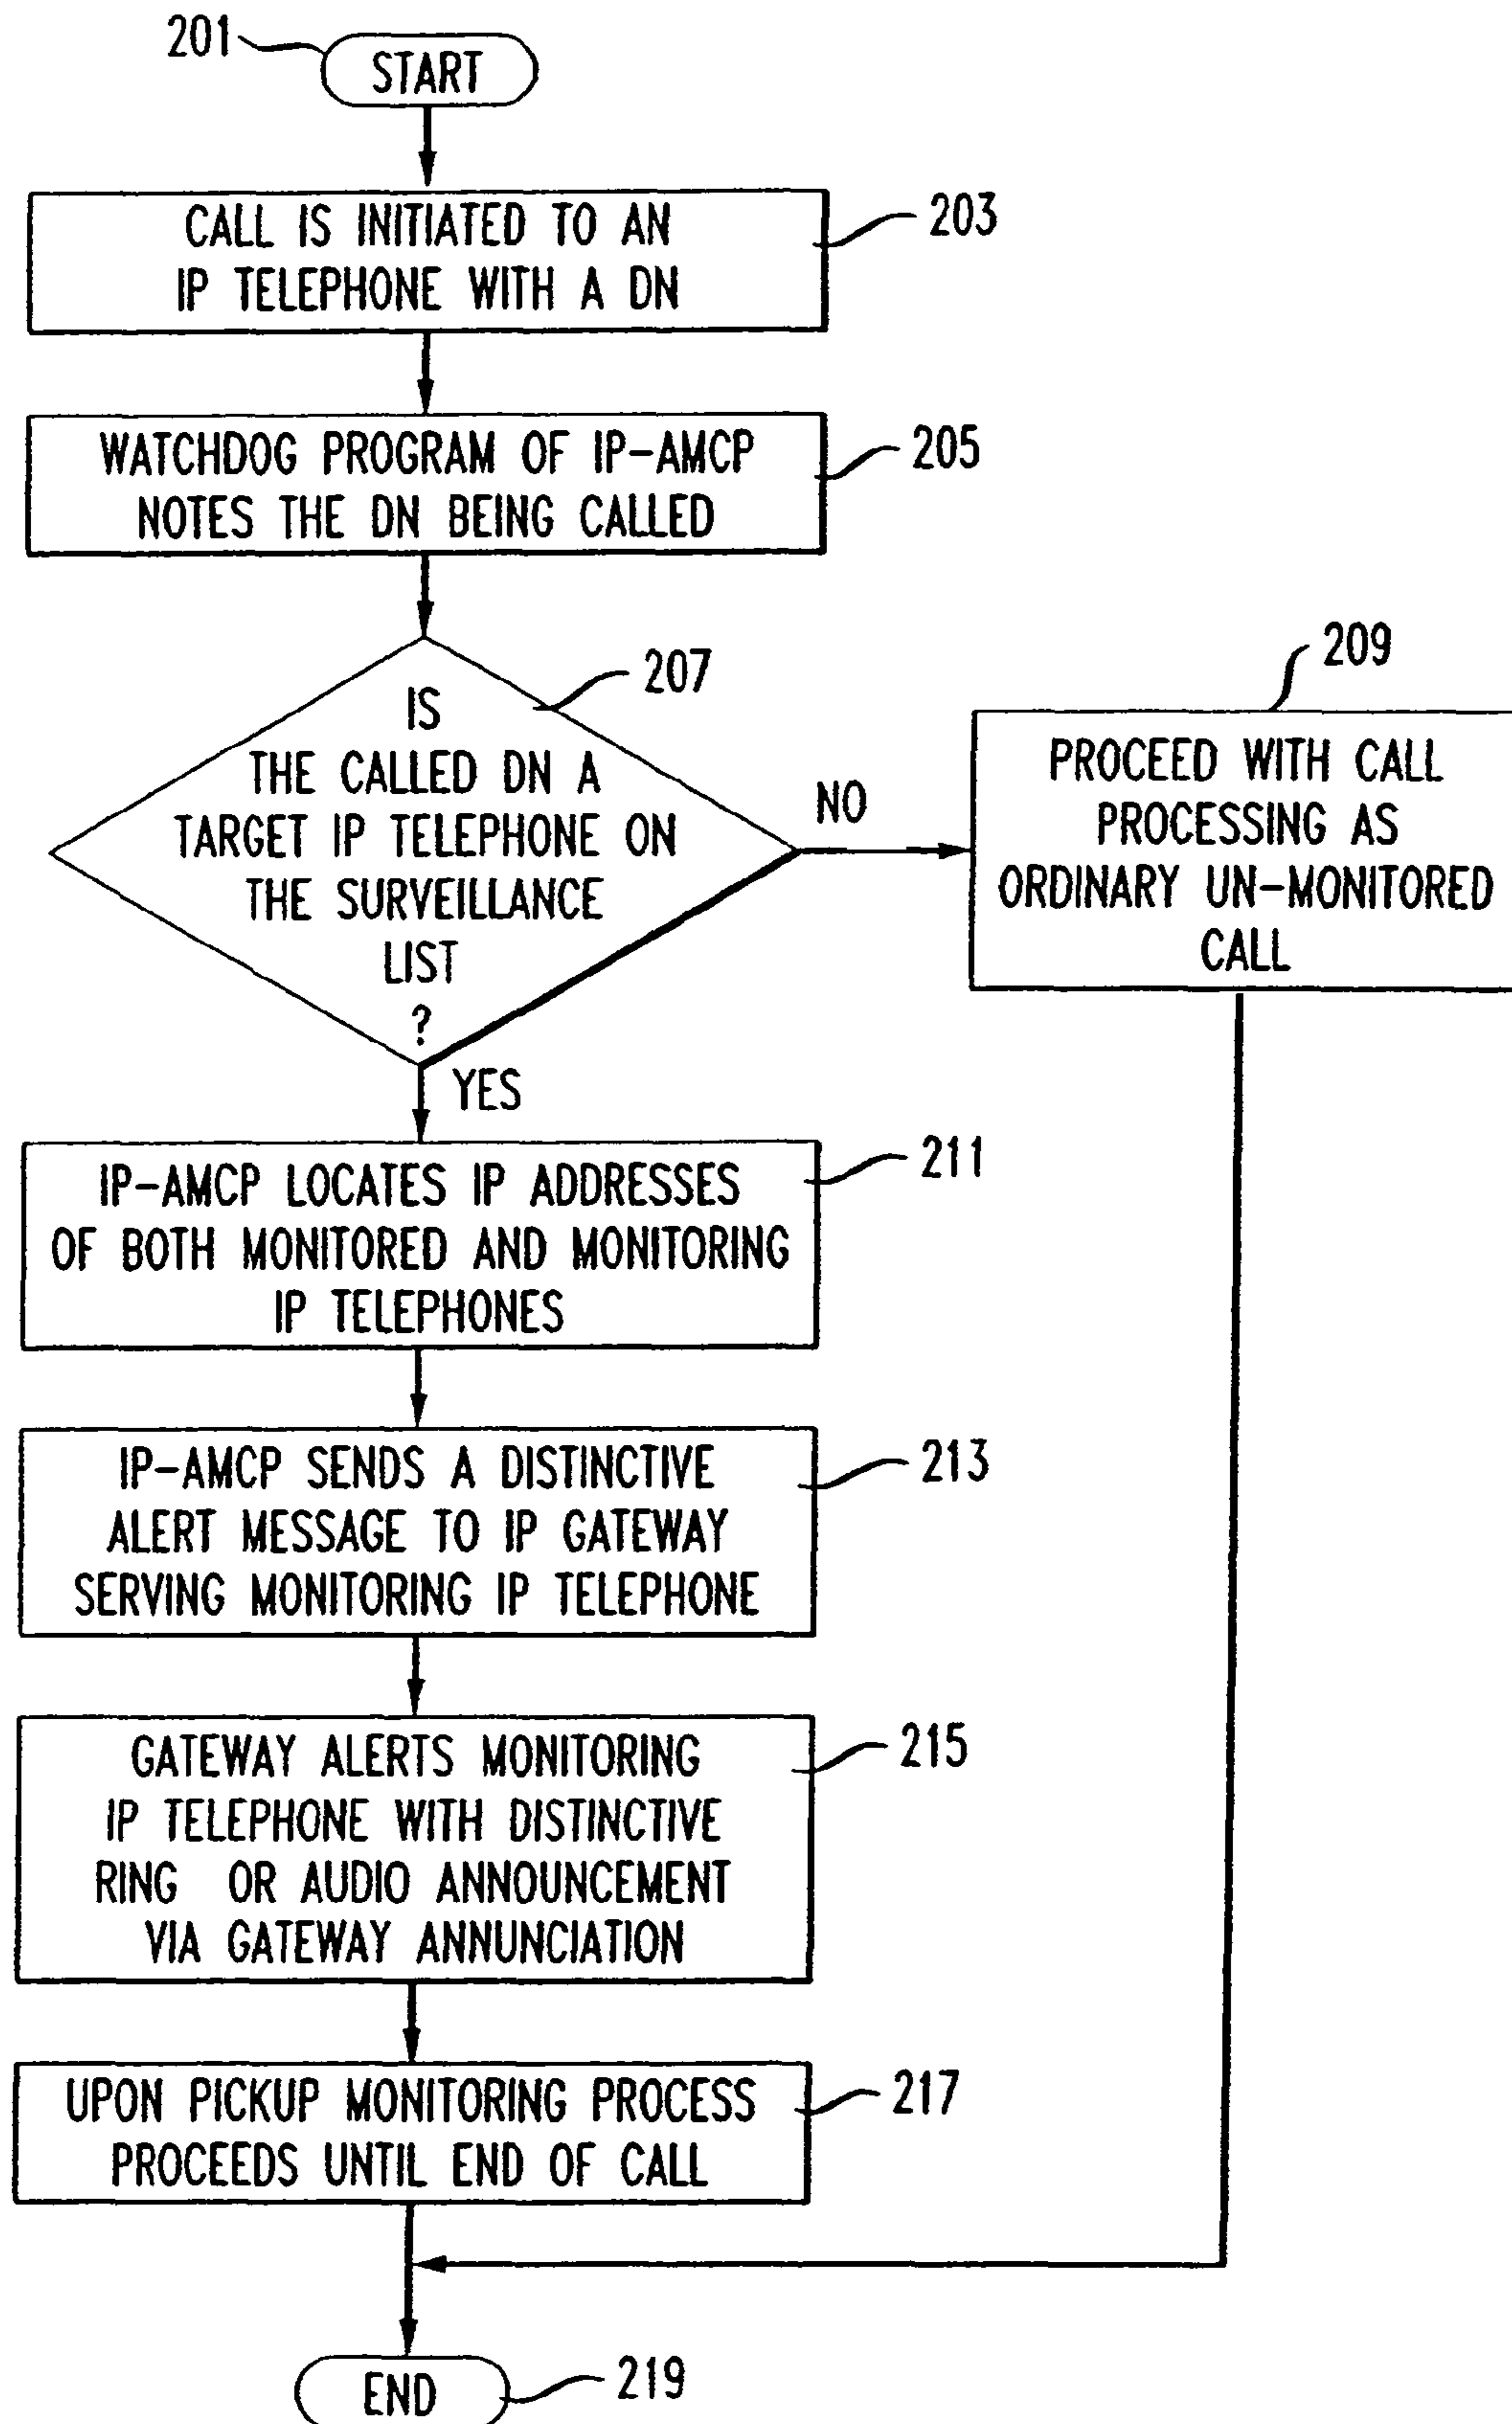 201
START
CALL IS INITIATED TO AN
IP TELEPHONE WITH A DN
203
WATCHDOG PROGRAM OF IP-AMCP
NOTES THE DN BEING CALLED
205
IS
THE CALLED DN A
TARGET IP TELEPHONE ON
THE SURVEILLANCE
LIST
?
207
NO
YES
209
PROCEED WITH CALL
PROCESSING AS
ORDINARY UN-MONITORED
CALL
IP-AMCP LOCATES IP ADDRESSES
OF BOTH MONITORED AND MONITORING
IP TELEPHONES
211
IP-AMCP SENDS A DISTINCTIVE
ALERT MESSAGE TO IP GATEWAY
SERVING MONITORING IP TELEPHONE
213
GATEWAY ALERTS MONITORING
IP TELEPHONE WITH DISTINCTIVE
RING OR AUDIO ANNOUNCEMENT
VIA GATEWAY ANNUNCIATION
215
UPON PICKUP MONITORING PROCESS
PROCEEDS UNTIL END OF CALL
217
END
219